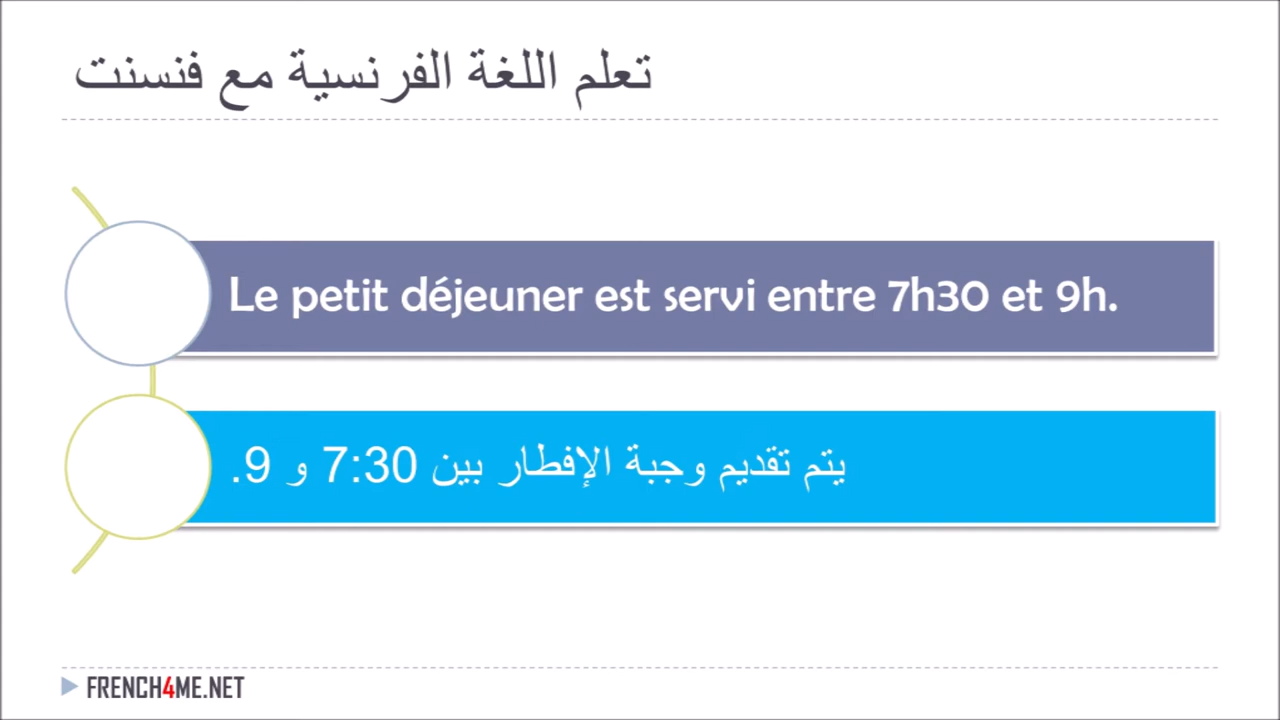 تعلم اللغة الفرنسية مع فنسنت
Le petit déjeuner est servi entre 7h30 et 9h.
يتم تقديم وجبة الإفطار بين 7:30 و 9.
FRENCH4ME.NET